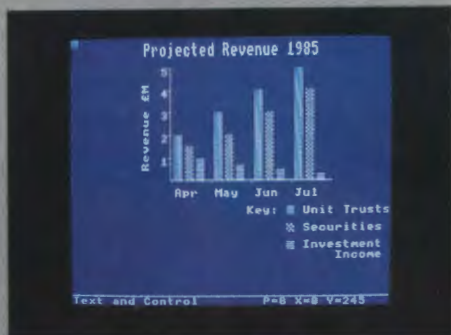 Projected Revenue 1985
Revenue £M
5
4
3
2
1
Apr May Jun Jul
Key: Unit Trusts
Securities
Investment
Income
Text and Control P=8 X=8 Y=245